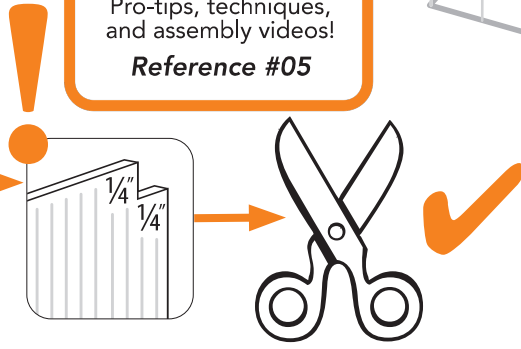 Pro-tips, techniques,
and assembly videos!
Reference #05
¼”
¼”